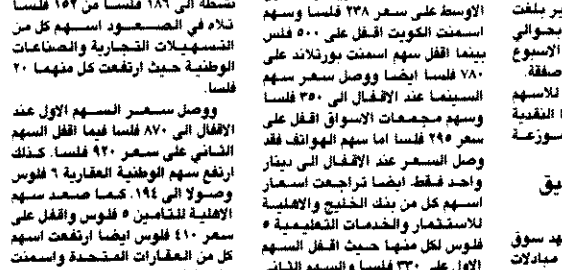 ير بلغت
بحوالي
الاسبوع
صفقة.
للاسهم
ا النقدية
ـوزعـة
يق
هد سوق
مبادلات
الاوسط على سعر ٢٣٨ فلسا وسهم
اسمنت الكويت اقفل على ٥٠٠ فلس
بينما اقفل سهم اسمنت بورتلاند على
٧٨٠ فلسا ايضا ووصل سعر سهم
السينما عند الاقفال الى ٣٥٠ فلسا
وسهم مجمعات الاسواق اقفل على
سعر ٢٩٥ فلسا اما سهم الهواتف فقد
وصل السعر عند الاقفال الى دينار
واحد فقط. ايضا تراجعت اسعار
اسهم كل من بنك الخليج والاهلية
للاستثمار والخدمات التعليمية ٥
فلوس لكل منها حيث اقفل السهم
الاول على ٣٣٠ فلسا والسهم الثاني
نشطة الى ١٨٦ فلسا من ١٥٢ فلسا
تلاه في الصعود اسهم كل من
التسهيلات التجارية والصناعات
الوطنية حيث ارتفعت كل منهما ٢٠
فلسا.
ووصل سعر السهم الاول عند
الاقفال الى ٨٧٠ فلسا فيما اقفل السهم
الثاني على سعر ٩٢٠ فلسا. كذلك
ارتفع سهم الوطنية العقارية ٦ فلوس
وصولا الى ١٩٤. كما صعد سهم
الاهلية للتامين ٥ فلوس واقفل على
سعر ٤١٠ فلوس ايضا ارتفعت اسهم
كل من العقارات المتحدة واسمنت